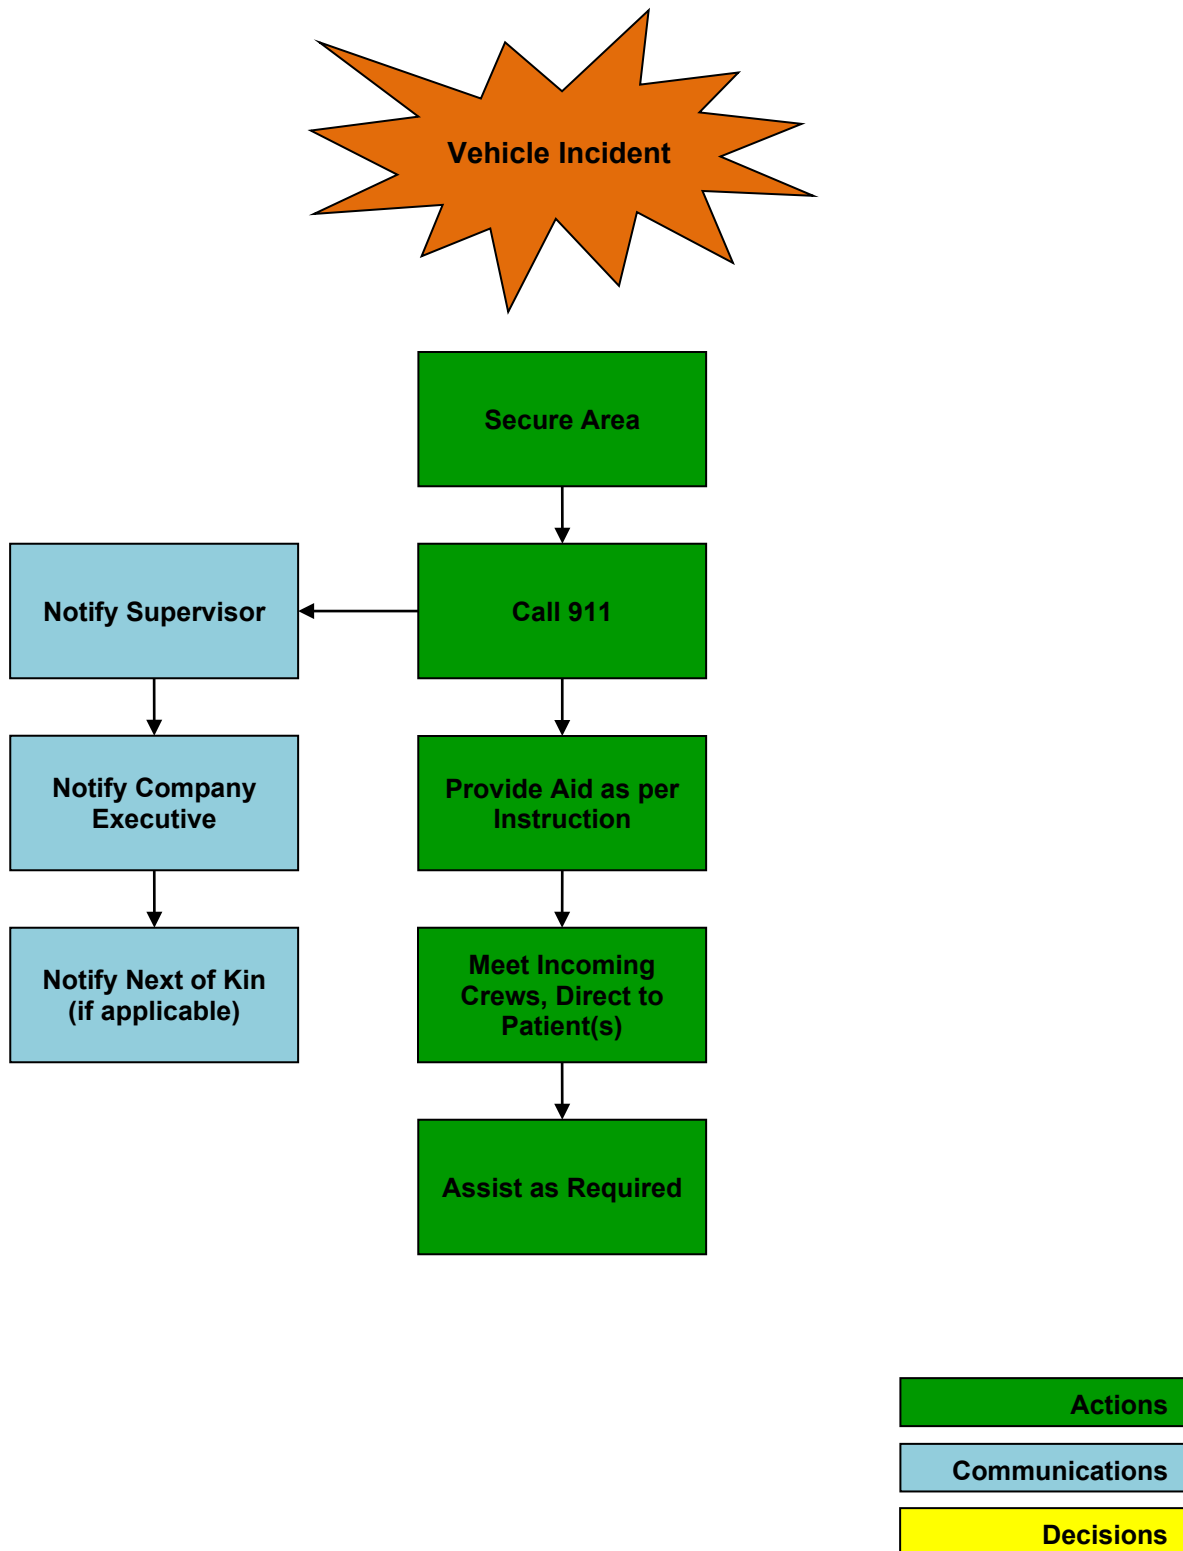 Vehicle Incident
Secure Area
Notify Supervisor
Call 911
Notify Company
Executive
Provide Aid as per
Instruction
Notify Next of Kin
(if applicable)
Meet Incoming
Crews, Direct to
Patient(s)
Assist as Required
Actions
Communications
Decisions